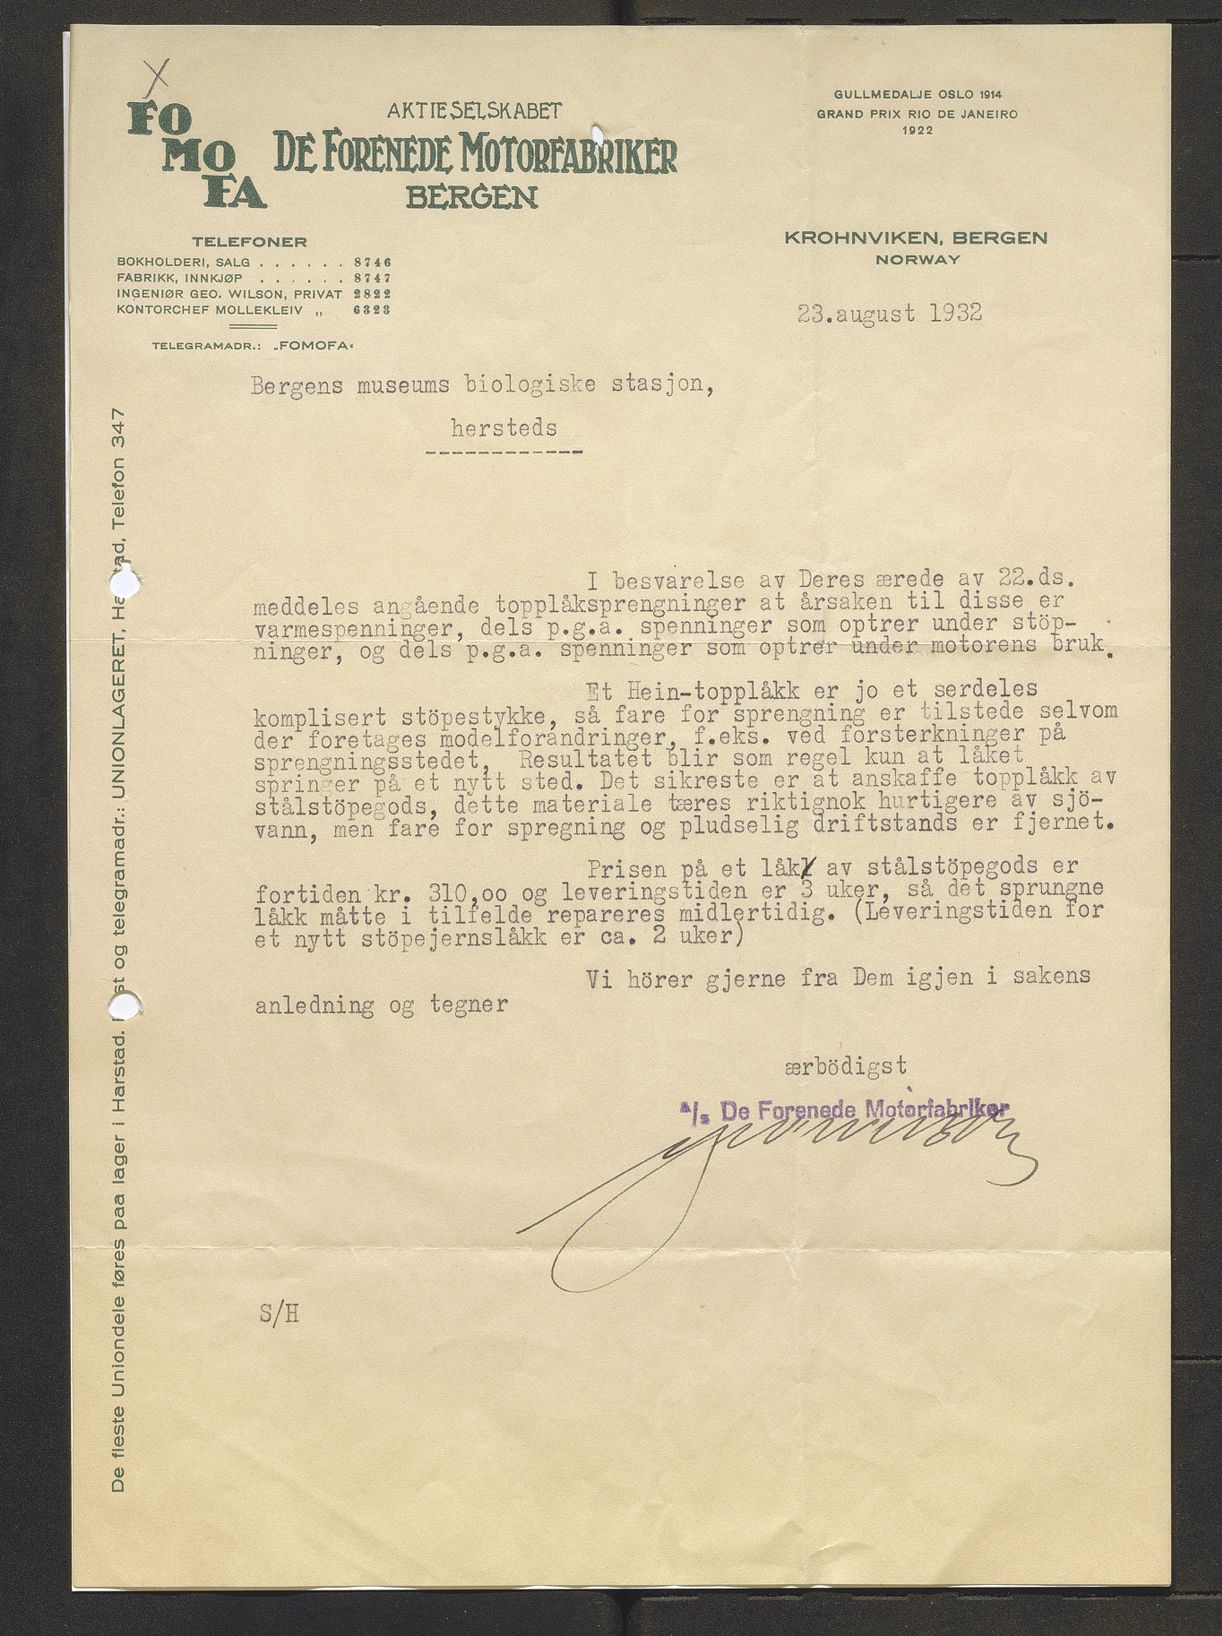 FO
MO
FA
AKTIESELSKABET
DE FORENEDE MOTORFABRIKER
BERGEN
GULLMEDALJE OSLO 1914
GRAND PRIX RIO DE JANEIRO
1922
TELEFONER
BOKHOLDERI, SALG . . . . . . 8746
FABRIKK, INNKJØP . . . . . . 8747
INGENIØR GEO. WILSON, PRIVAT 2822
KONTORCHEF MOLLEKLEIV „ 6323
TELEGRAMADR.: „FOMOFA“
KROHNVIKEN, BERGEN
NORWAY
23.august 1932
Bergens museums biologiske stasjon,
hersteds
I besvarelse av Deres ærede av 22.ds.
meddeles angående topplåksprengninger at årsaken til disse er
varmespenninger, dels p.g.a. spenninger som optrer under stöp-
ninger, og dels p.g.a. spenninger som optrer under motorens bruk.
Et Hein-topplåkk er jo et serdeles
komplisert stöpestykke, så fare for sprengning er tilstede selvom
der foretages modelforandringer, f.eks. ved forsterkninger på
sprengningsstedet, Resultatet blir som regel kun at låket
springer på et nytt sted. Det sikreste er at anskaffe topplåkk av
stålstöpegods, dette materiale tæres riktignok hurtigere av sjö-
vann, men fare for spregning og pludselig driftstands er fjernet.
Prisen på et låkk av stålstöpegods er
fortiden kr. 310,oo og leveringstiden er 3 uker, så det sprungne
låkk måtte i tilfelde repareres midlertidig. (Leveringstiden for
et nytt stöpejernslåkk er ca. 2 uker)
Vi hörer gjerne fra Dem igjen i sakens
anledning og tegner
ærbödigst
A/s De Forenede Motorfabriker
S/H
De fleste Uniondele føres paa lager i Harstad. st og telegramadr.: UNIONLAGERET, Ha tad, Telefon 347